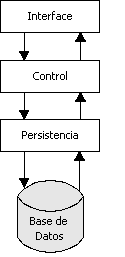 Interface
Control
Persistencia
Base de
Datos